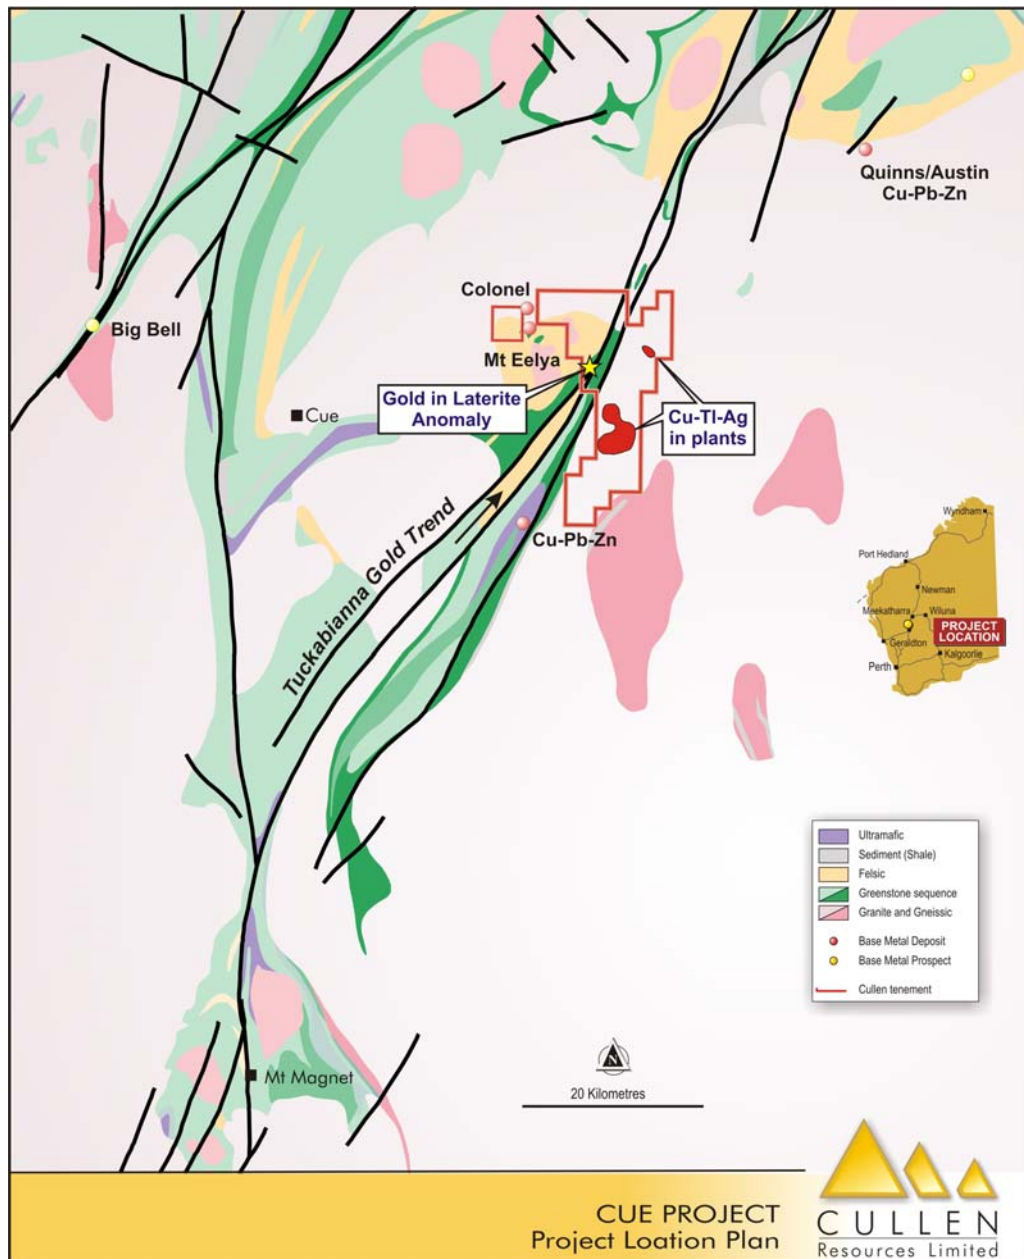 Quinns/Austin
Cu-Pb-Zn
Colonel
Big Bell
Mt Eelya
Gold in Laterite
Anomaly
Cue
Cu-Tl-Ag
in plants
Cu-Pb-Zn
Tuckabianna Gold Trend
Wyndham
Port Hedland
Newman
Meekatharra
Wiluna
PROJECT
LOCATION
Geraldton
Kalgoorlie
Perth
Ultramafic
Sediment (Shale)
Felsic
Greenstone sequence
Granite and Gneissic
Base Metal Deposit
Base Metal Prospect
Cullen tenement
N
Mt Magnet
20 Kilometres
CUE PROJECT
Project Loation Plan
CULLEN
Resources Limited